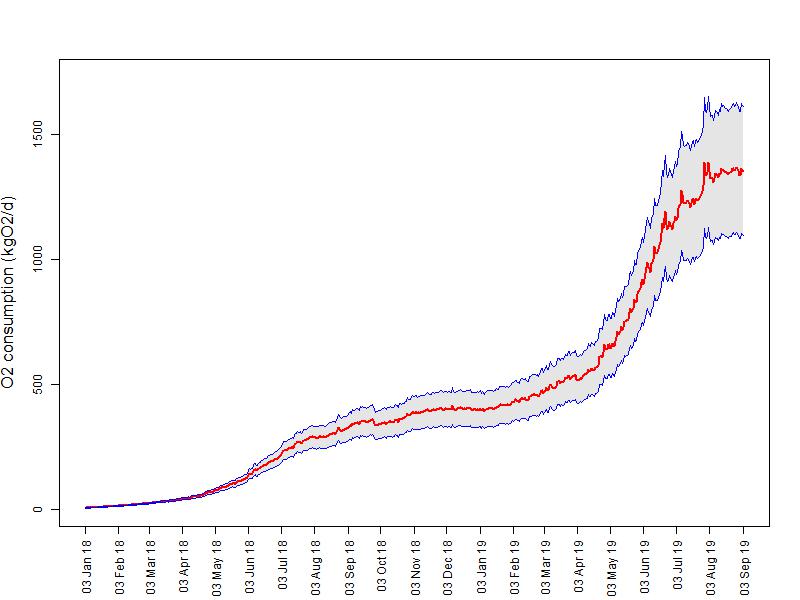 O2 consumption (kgO2/d)
1500
1000
500
0
03 Jan 18
03 Feb 18
03 Mar 18
03 Apr 18
03 May 18
03 Jun 18
03 Jul 18
03 Aug 18
03 Sep 18
03 Oct 18
03 Nov 18
03 Dec 18
03 Jan 19
03 Feb 19
03 Mar 19
03 Apr 19
03 May 19
03 Jun 19
03 Jul 19
03 Aug 19
03 Sep 19